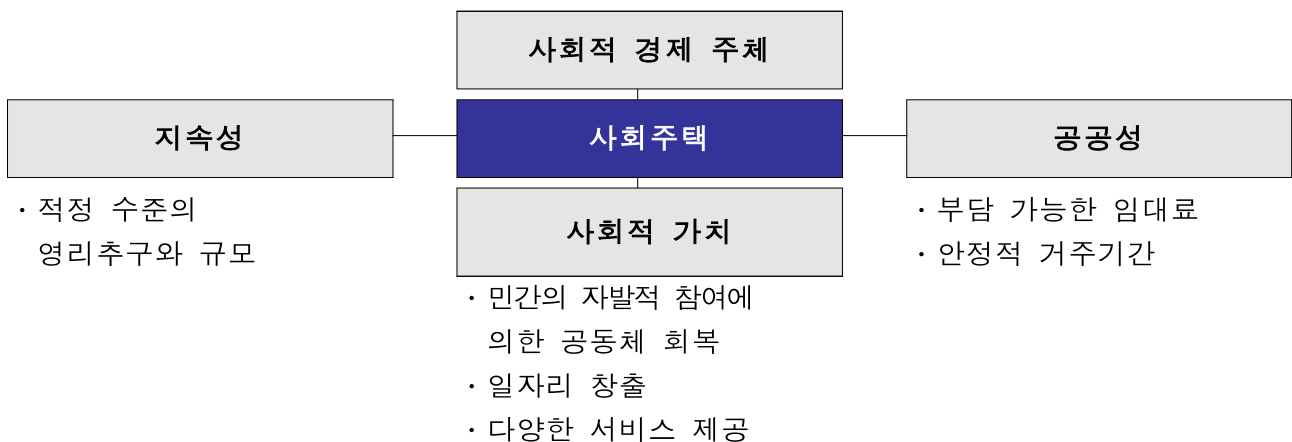 사회적 경제 주체
지속성
사회주택
공공성
· 적정 수준의
영리추구와 규모
사회적 가치
· 민간의 자발적 참여에
의한 공동체 회복
· 일자리 창출
· 다양한 서비스 제공
· 부담 가능한 임대료
· 안정적 거주기간